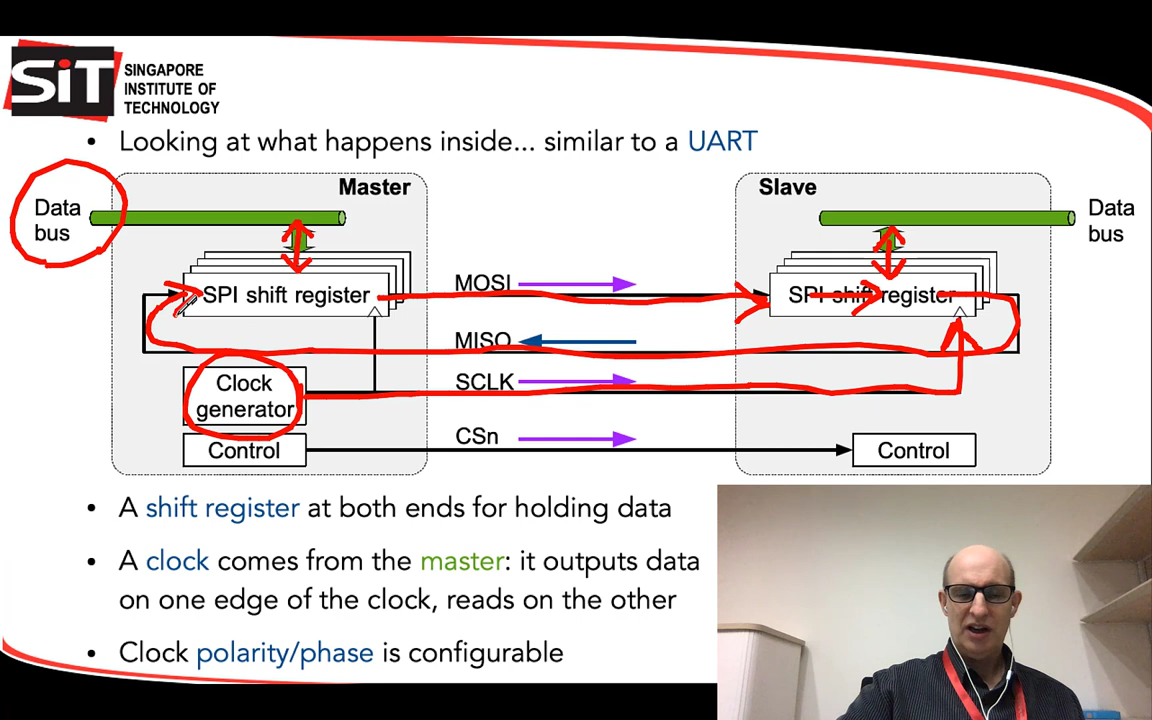 SiT
SINGAPORE
INSTITUTE OF
TECHNOLOGY
• Looking at what happens inside... similar to a UART
Master
Slave
Data
bus
Data
bus
SPI shift register
MOSI
SPI shift register
MISO
Clock
generator
SCLK
Control
CSn
Control
• A shift register at both ends for holding data
• A clock comes from the master: it outputs data
on one edge of the clock, reads on the other
• Clock polarity/phase is configurable